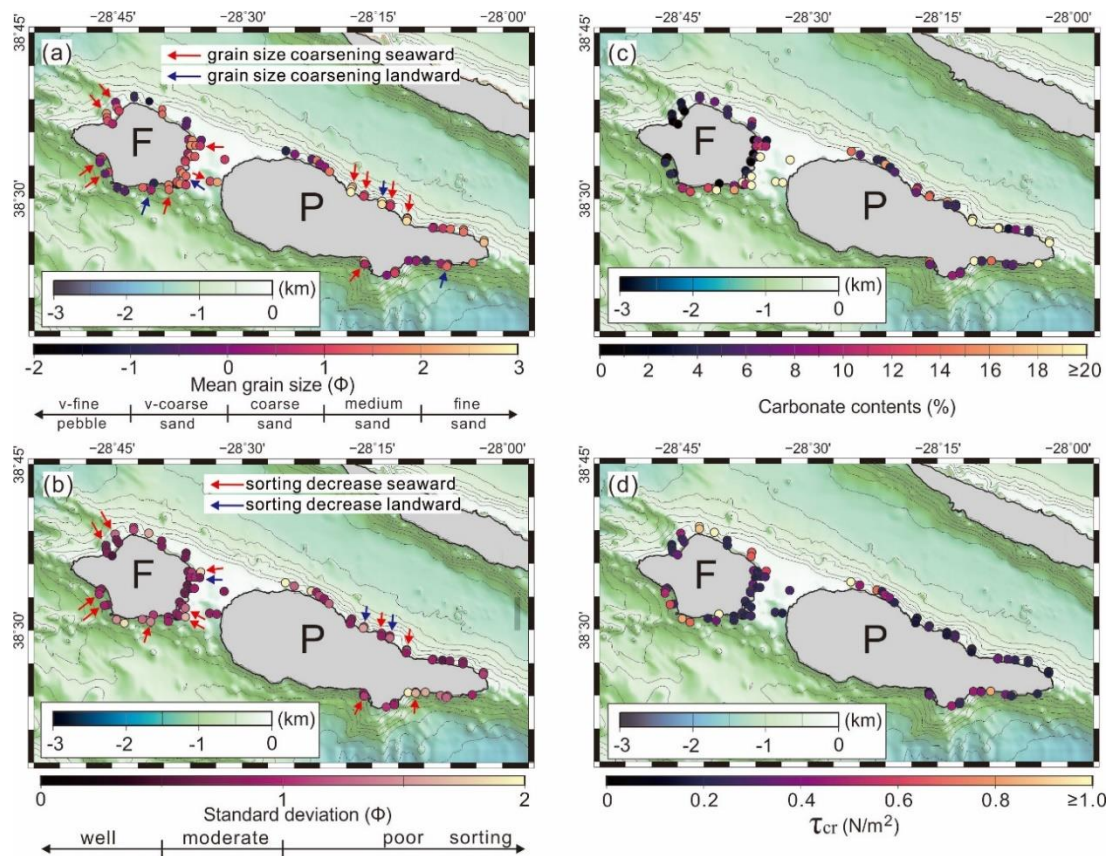 −28°45' −28°30' −28°15' −28°00'
38°45'
38°30'
(a)
grain size coarsening seaward
grain size coarsening landward
F
P
(km)
-3 -2 -1 0
-2 -1 0 1 2 3
Mean grain size (Φ)
v-fine v-coarse coarse medium fine
pebble sand sand sand sand
−28°45' −28°30' −28°15' −28°00'
38°45'
38°30'
(c)
F
P
(km)
-3 -2 -1 0
0 2 4 6 8 10 12 14 16 18 ≥20
Carbonate contents (%)
−28°45' −28°30' −28°15' −28°00'
38°45'
38°30'
(b)
sorting decrease seaward
sorting decrease landward
F
P
(km)
-3 -2 -1 0
0 1 2
Standard deviation (Φ)
well moderate poor sorting
−28°45' −28°30' −28°15' −28°00'
38°45'
38°30'
(d)
F
P
(km)
-3 -2 -1 0
0 0.2 0.4 0.6 0.8 ≥1.0
τcr (N/m²)